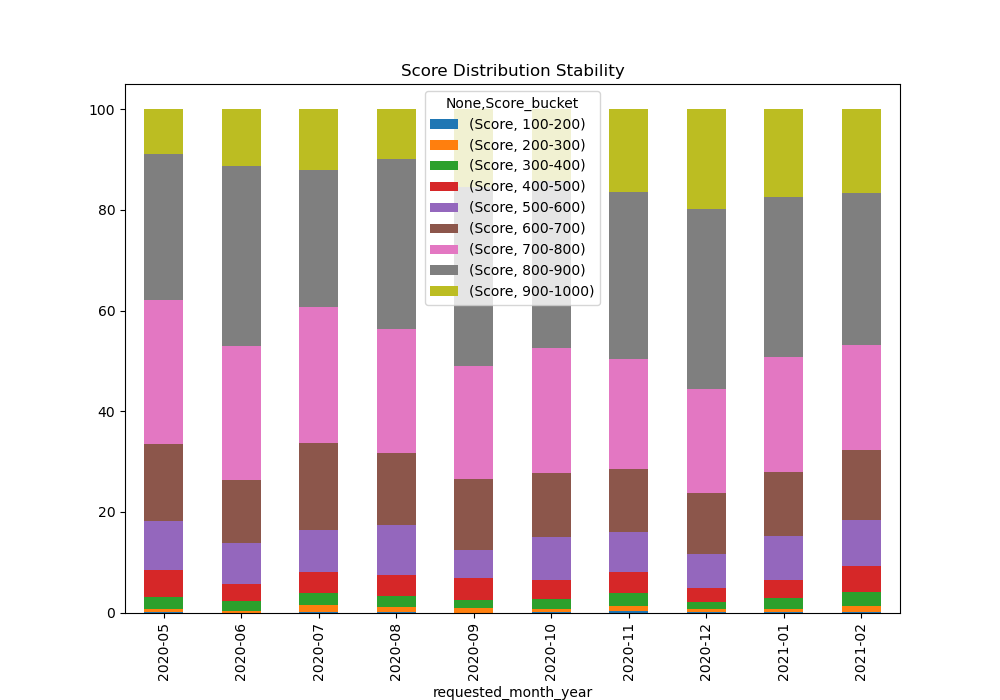 Score Distribution Stability
None,Score_bucket
(Score, 100-200)
(Score, 200-300)
(Score, 300-400)
(Score, 400-500)
(Score, 500-600)
(Score, 600-700)
(Score, 700-800)
(Score, 800-900)
(Score, 900-1000)
100
80
60
40
20
0
2020-05
2020-06
2020-07
2020-08
2020-09
2020-10
2020-11
2020-12
2021-01
2021-02
requested_month_year